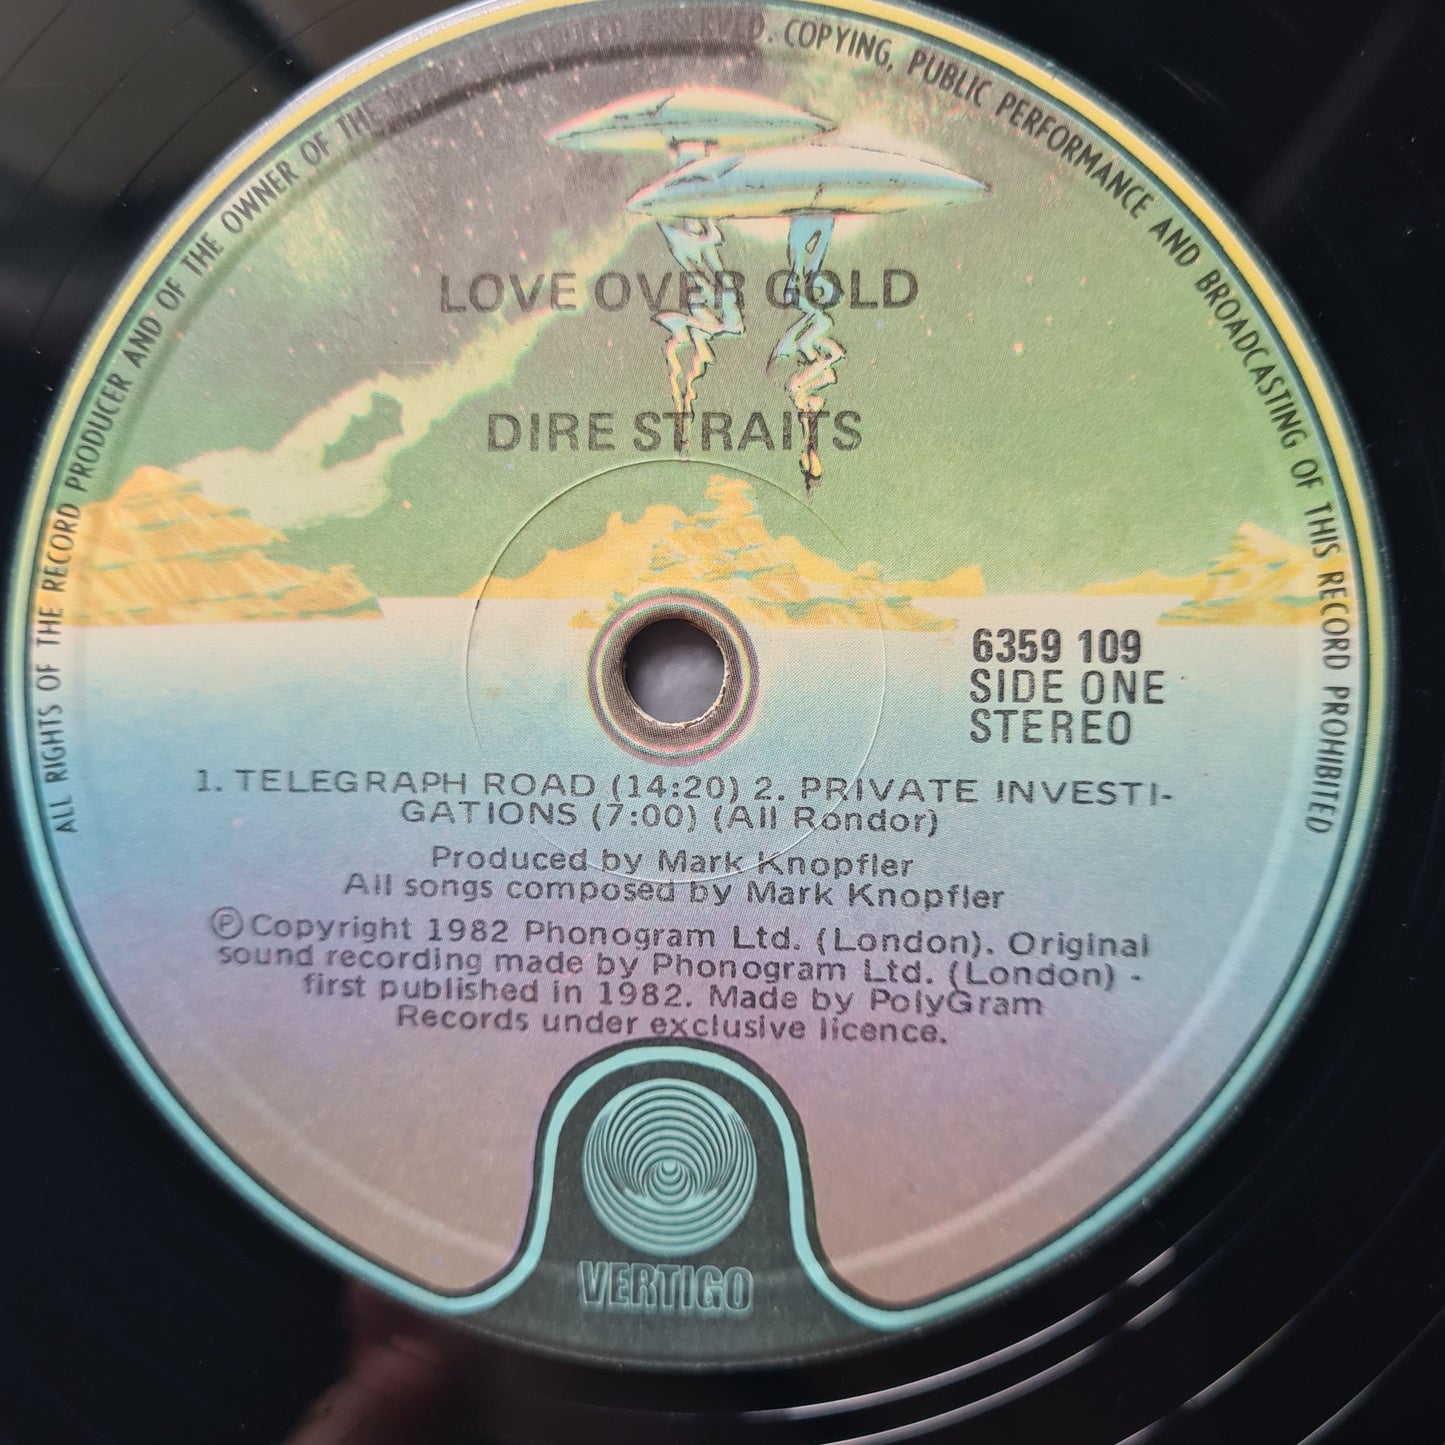 ALL RIGHTS OF THE RECORD PRODUCER AND OF THE OWNER OF THE COPYING, PUBLIC PERFORMANCE AND BROADCASTING OF THIS RECORD PROHIBITED
LOVE OVER GOLD
DIRE STRAITS
6359 109
SIDE ONE
STEREO
1. TELEGRAPH ROAD (14:20) 2. PRIVATE INVESTI-
GATIONS (7:00) (All Rondor)
Produced by Mark Knopfler
All songs composed by Mark Knopfler
Ⓟ Copyright 1982 Phonogram Ltd. (London). Original
sound recording made by Phonogram Ltd. (London) -
first published in 1982. Made by PolyGram
Records under exclusive licence.
VERTIGO